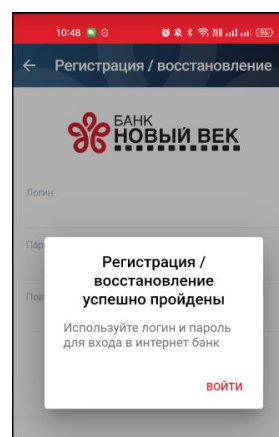 10:48
Регистрация / восстановление
БАНК
НОВЫЙ ВЕК
Логин
Пар
Регистрация /
восстановление
успешно пройдены
Используйте логин и пароль
для входа в интернет банк
ВОЙТИ